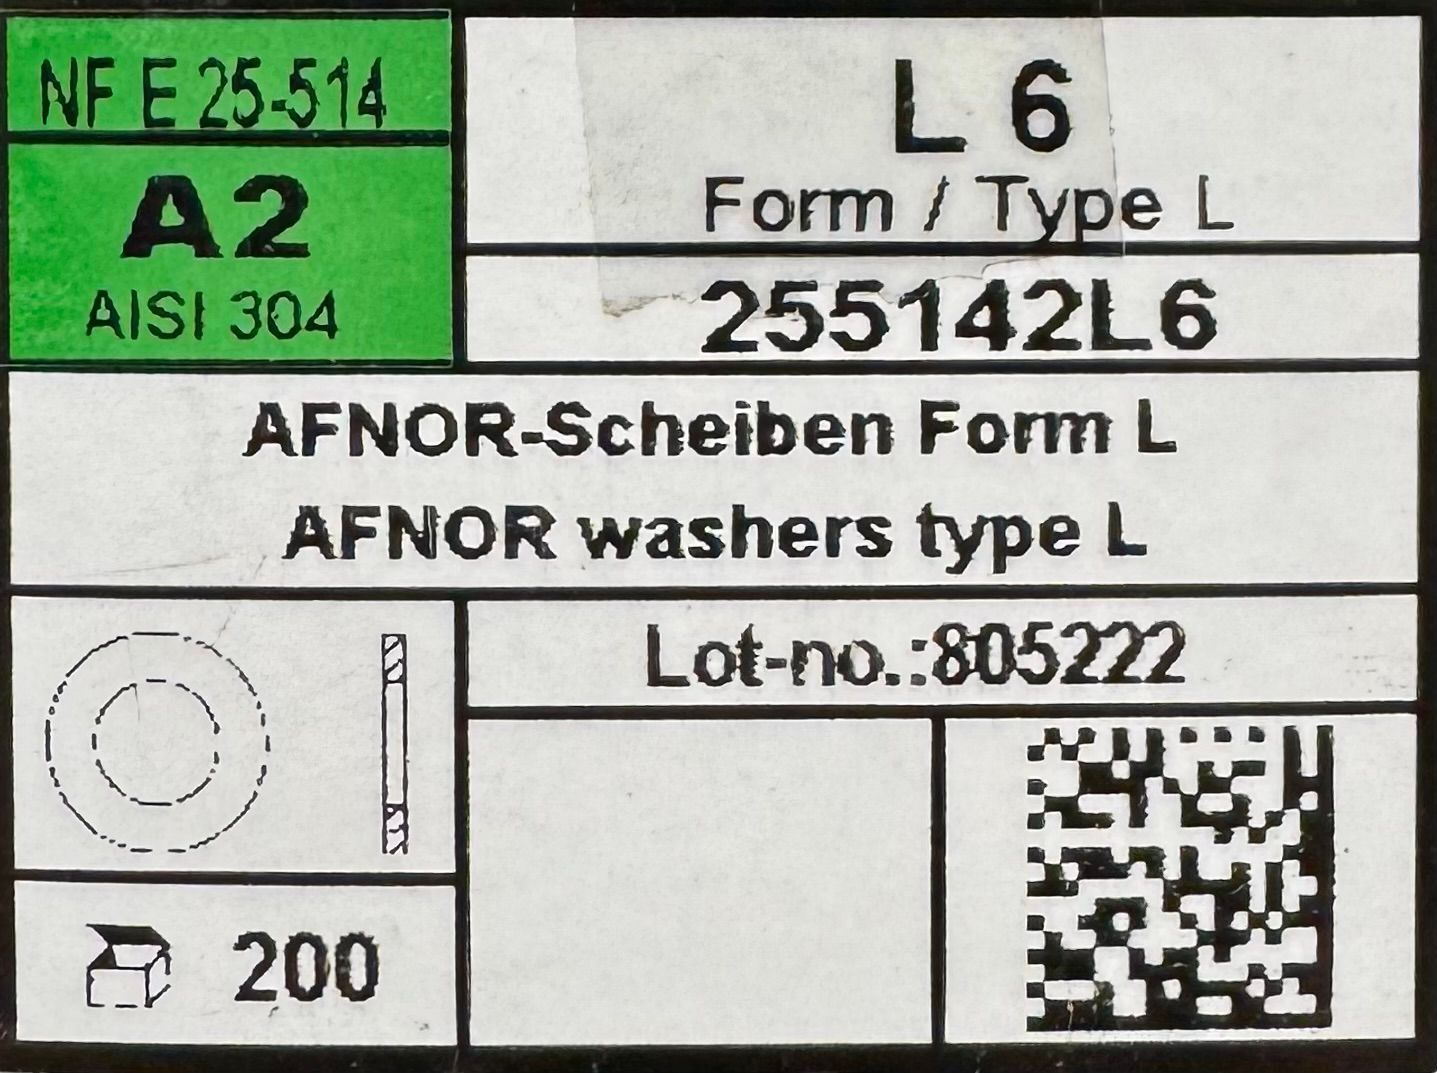 NF E 25-514
A2
AISI 304
L 6
Form / Type L
255142L6
AFNOR-Scheiben Form L
AFNOR washers type L
Lot-no.:805222
200